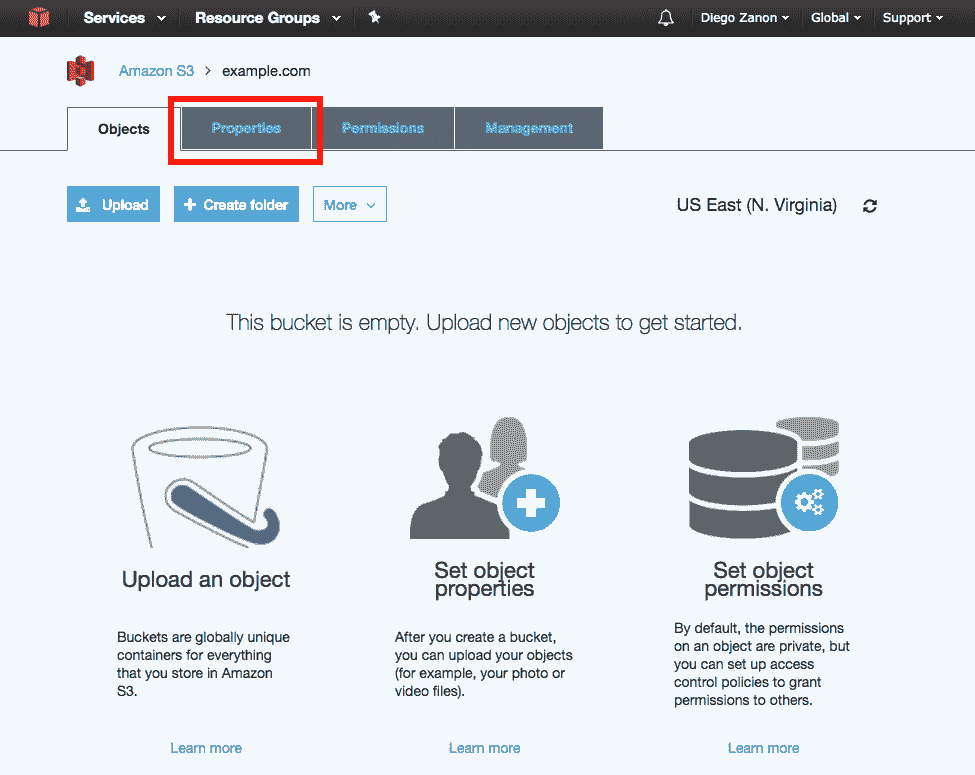 Services Resource Groups Diego Zanon Global Support
Amazon S3 > example.com
Objects Properties Permissions Management
Upload Create folder More US East (N. Virginia)
This bucket is empty. Upload new objects to get started.
Upload an object
Buckets are globally unique
containers for everything
that you store in Amazon
S3.
Learn more
Set object
properties
After you create a bucket,
you can upload your objects
(for example, your photo or
video files).
Learn more
Set object
permissions
By default, the permissions
on an object are private, but
you can set up access
control policies to grant
permissions to others.
Learn more